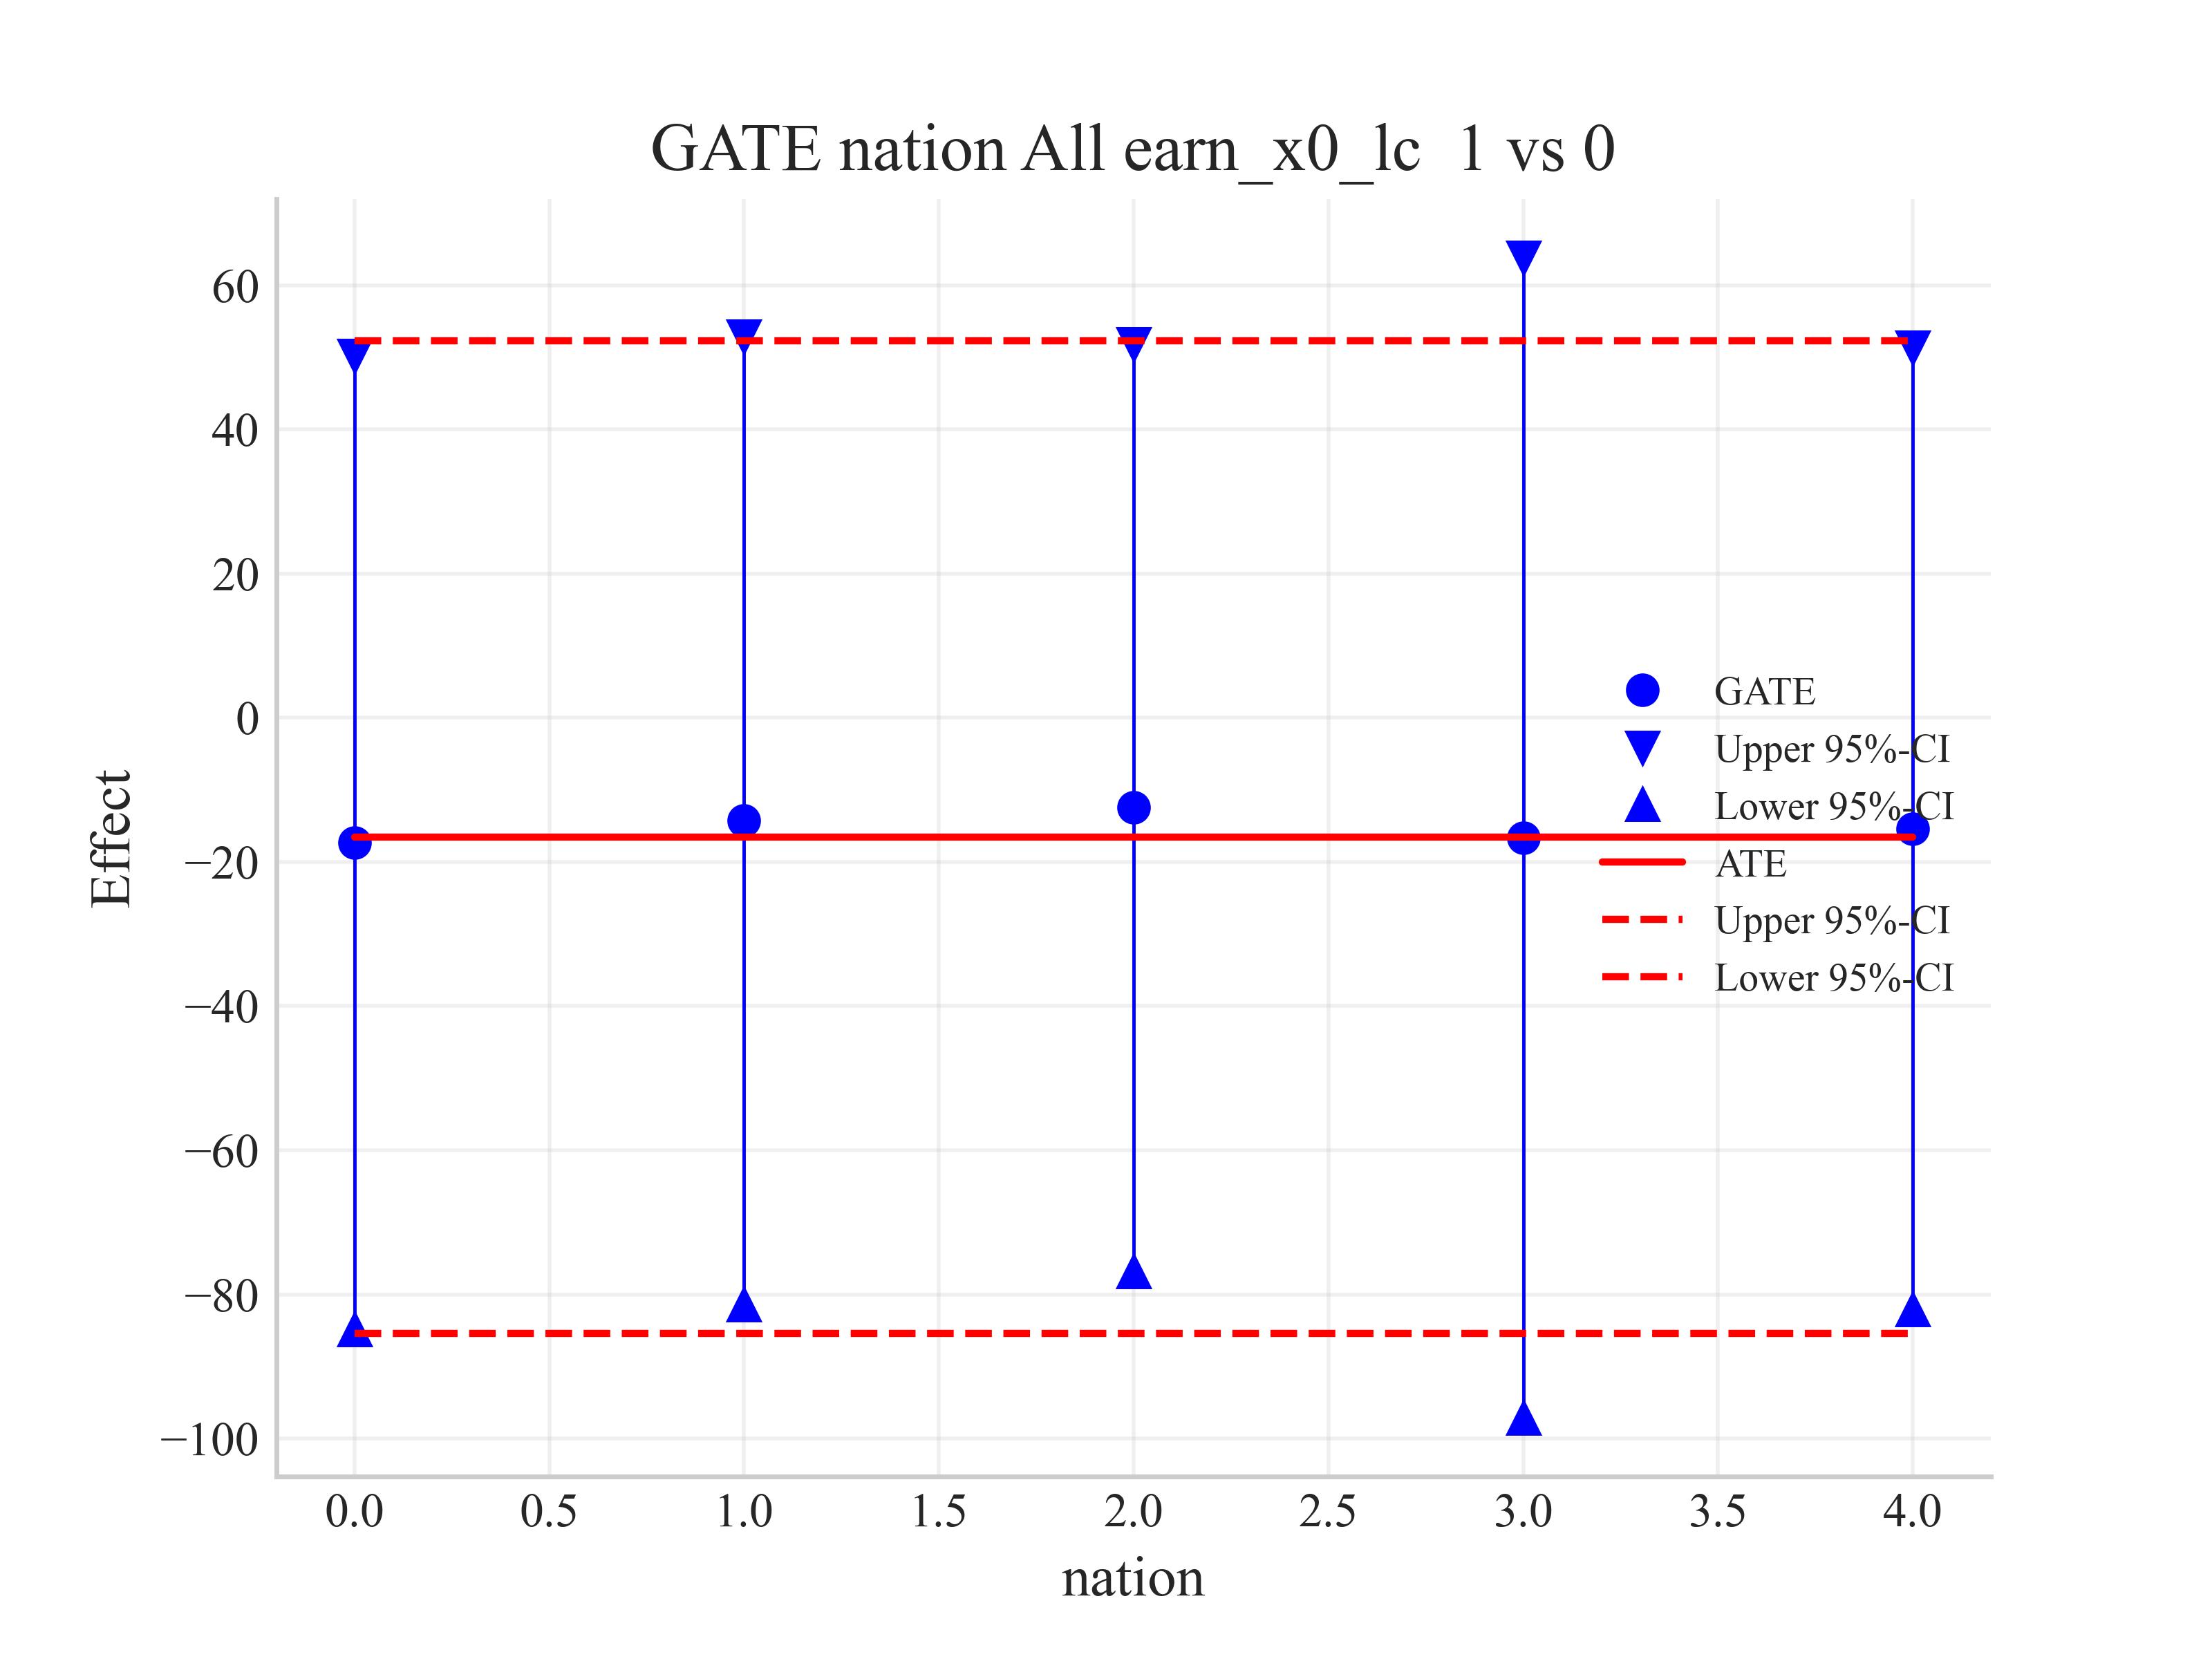 GATE nation All earn_x0_lc 1 vs 0
Effect
60
40
20
0
−20
−40
−60
−80
−100
GATE
Upper 95%-CI
Lower 95%-CI
ATE
Upper 95%-CI
Lower 95%-CI
0.0 0.5 1.0 1.5 2.0 2.5 3.0 3.5 4.0
nation